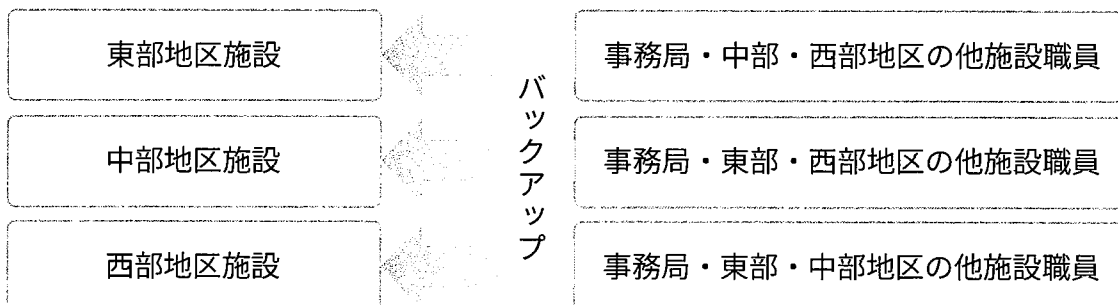 東部地区施設
事務局・中部・西部地区の他施設職員
バックアップ
中部地区施設
事務局・東部・西部地区の他施設職員
西部地区施設
事務局・東部・中部地区の他施設職員